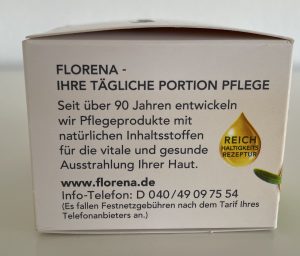 FLORENA -
IHRE TÄGLICHE PORTION PFLEGE
Seit über 90 Jahren entwickeln
wir Pflegeprodukte mit
natürlichen Inhaltsstoffen
für die vitale und gesunde
Ausstrahlung Ihrer Haut.
REICH
HALTIGKEITS
REZEPTUR
www.florena.de
Info-Telefon: D 040/49 09 75 54
(Es fallen Festnetzgebühren nach dem Tarif Ihres
Telefonanbieters an.)